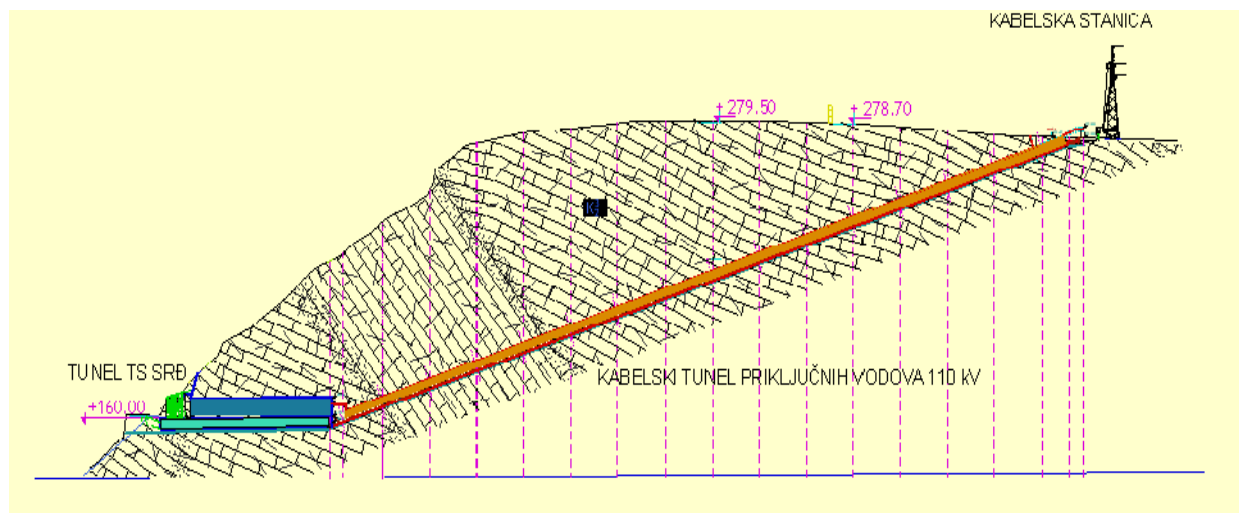 KABELSKA STANICA
+ 279.50
+ 278.70
TUNEL TS SRĐ
KABELSKI TUNEL PRIKLJUČNIH VODOVA 110 kV
+160.00